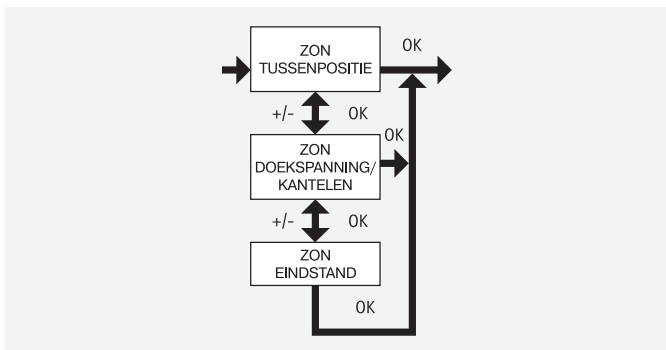 ZON
TUSSENPOSITIE
OK
+/- OK
OK
ZON
DOEKSPANNING/
KANTELEN
+/- OK
ZON
EINDSTAND
OK